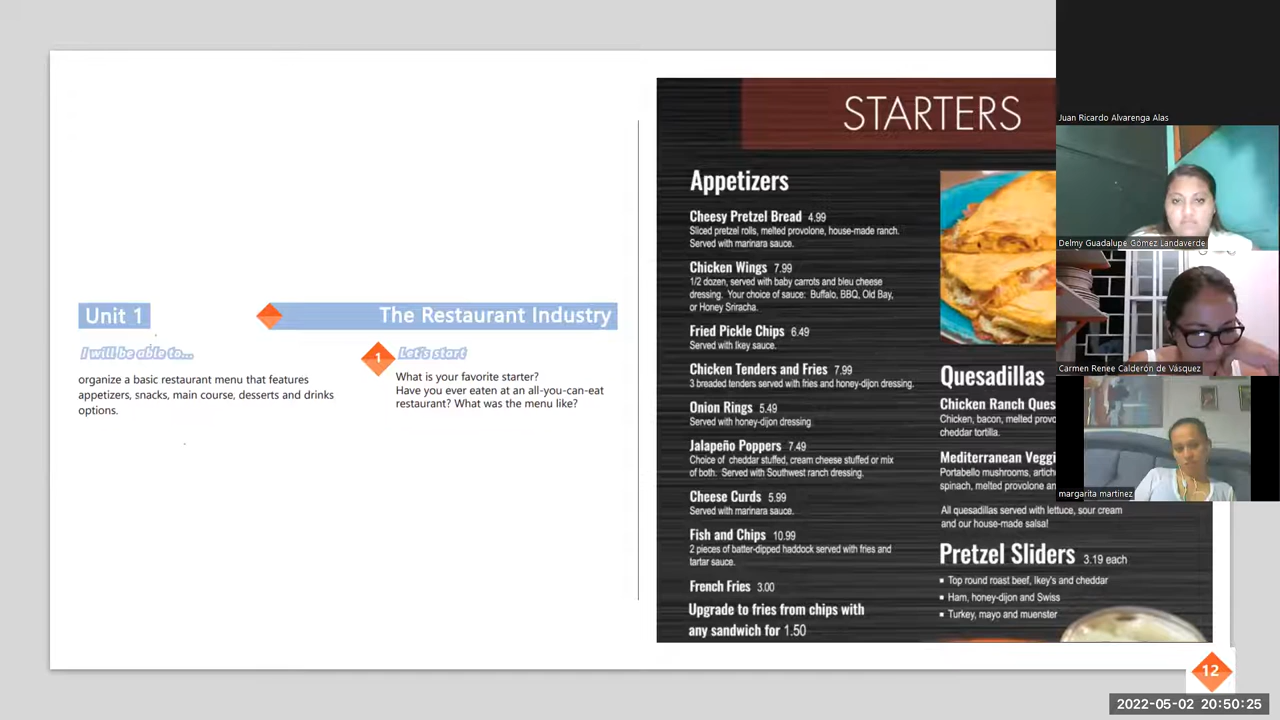 Unit 1
The Restaurant Industry
I will be able to...
organize a basic restaurant menu that features
appetizers, snacks, main course, desserts and drinks
options.
1
Let's start
What is your favorite starter?
Have you ever eaten at an all-you-can-eat
restaurant? What was the menu like?
STARTERS
Appetizers
Cheesy Pretzel Bread 4.99
Sliced pretzel rolls, melted provolone, house-made ranch.
Served with marinara sauce.
Chicken Wings 7.99
1/2 dozen, served with baby carrots and bleu cheese
dressing. Your choice of sauce: Buffalo, BBQ, Old Bay,
or Honey Sriracha.
Fried Pickle Chips 6.49
Served with Ikey sauce.
Chicken Tenders and Fries 7.99
3 breaded tenders served with fries and honey-dijon dressing.
Onion Rings 5.49
Served with honey-dijon dressing
Jalapeño Poppers 7.49
Choice of cheddar stuffed, cream cheese stuffed or mix
of both. Served with Southwest ranch dressing.
Cheese Curds 5.99
Served with marinara sauce.
Fish and Chips 10.99
2 pieces of batter-dipped haddock served with fries and
tartar sauce.
French Fries 3.00
Upgrade to fries from chips with
any sandwich for 1.50
Quesadillas
Chicken Ranch Ques
Chicken, bacon, melted provo
cheddar tortilla.
Mediterranean Veggi
Portabello mushrooms, artich
spinach, melted provolone an
All quesadillas served with lettuce, sour cream
and our house-made salsa!
Pretzel Sliders 3.19 each
▪ Top round roast beef, Ikey's and cheddar
▪ Ham, honey-dijon and Swiss
▪ Turkey, mayo and muenster
12
Juan Ricardo Alvarenga Alas
Delmy Guadalupe Gómez Landaverde
Carmen Renee Calderón de Vásquez
margarita martinez
2022-05-02 20:50:25